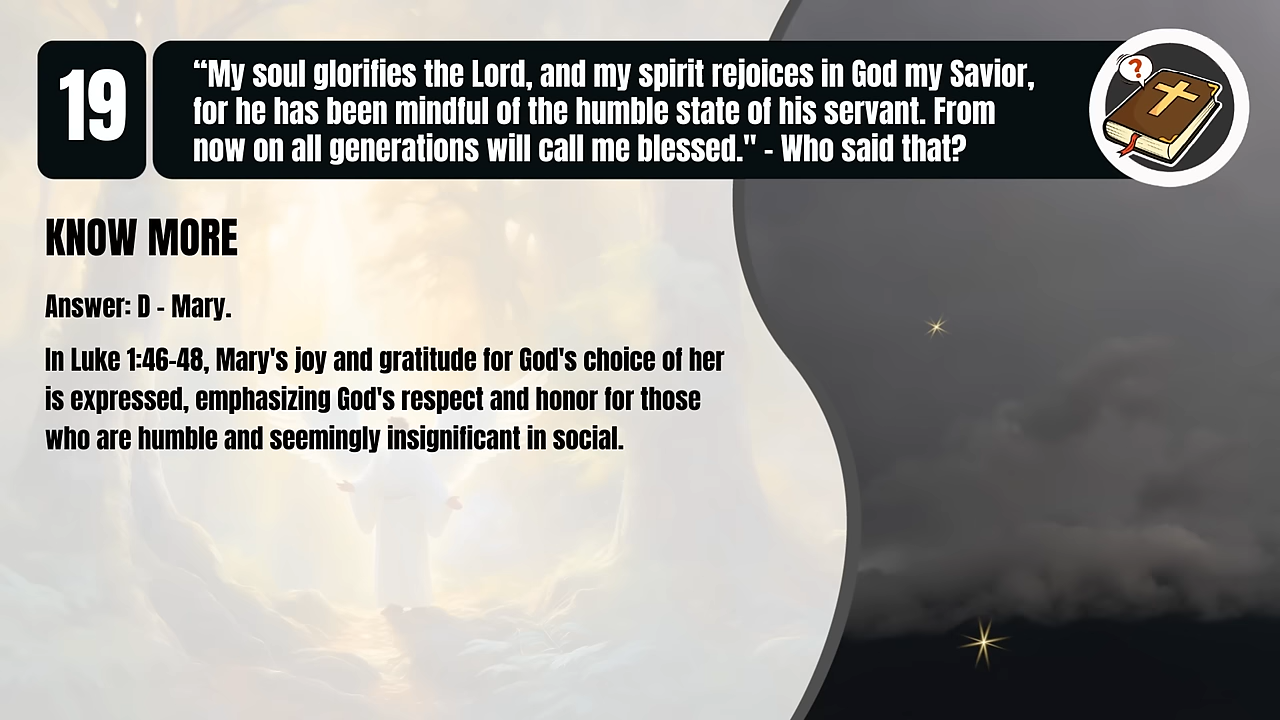 19
“My soul glorifies the Lord, and my spirit rejoices in God my Savior,
for he has been mindful of the humble state of his servant. From
now on all generations will call me blessed." - Who said that?
?
KNOW MORE
Answer: D - Mary.
In Luke 1:46-48, Mary's joy and gratitude for God's choice of her
is expressed, emphasizing God's respect and honor for those
who are humble and seemingly insignificant in social.